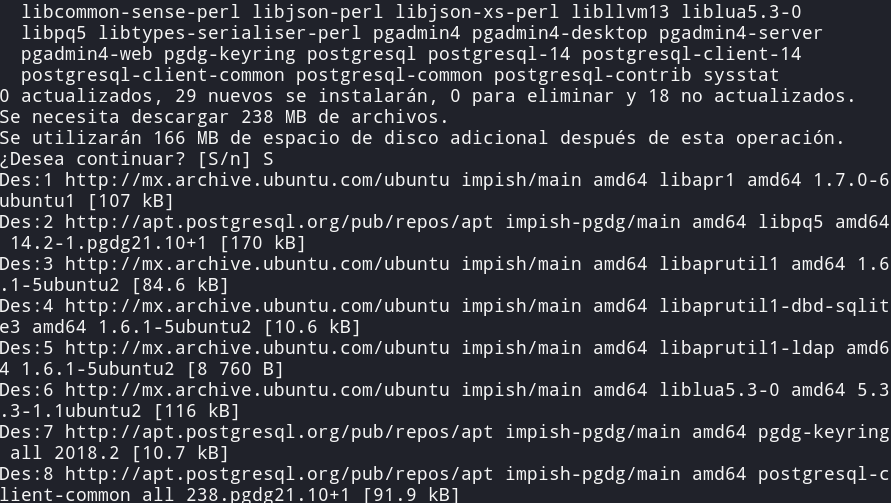 libcommon-sense-perl libjson-perl libjson-xs-perl libllvm13 liblua5.3-0
libpq5 libtypes-serialiser-perl pgadmin4 pgadmin4-desktop pgadmin4-server
pgadmin4-web pgdg-keyring postgresql postgresql-14 postgresql-client-14
postgresql-client-common postgresql-common postgresql-contrib sysstat
0 actualizados, 29 nuevos se instalarán, 0 para eliminar y 18 no actualizados.
Se necesita descargar 238 MB de archivos.
Se utilizarán 166 MB de espacio de disco adicional después de esta operación.
¿Desea continuar? [S/n] S
Des:1 http://mx.archive.ubuntu.com/ubuntu impish/main amd64 libapr1 amd64 1.7.0-6
ubuntu1 [107 kB]
Des:2 http://apt.postgresql.org/pub/repos/apt impish-pgdg/main amd64 libpq5 amd64
14.2-1.pgdg21.10+1 [170 kB]
Des:3 http://mx.archive.ubuntu.com/ubuntu impish/main amd64 libaprutil1 amd64 1.6
.1-5ubuntu2 [84.6 kB]
Des:4 http://mx.archive.ubuntu.com/ubuntu impish/main amd64 libaprutil1-dbd-sqlit
e3 amd64 1.6.1-5ubuntu2 [10.6 kB]
Des:5 http://mx.archive.ubuntu.com/ubuntu impish/main amd64 libaprutil1-ldap amd6
4 1.6.1-5ubuntu2 [8 760 B]
Des:6 http://mx.archive.ubuntu.com/ubuntu impish/main amd64 liblua5.3-0 amd64 5.3
.3-1.1ubuntu2 [116 kB]
Des:7 http://apt.postgresql.org/pub/repos/apt impish-pgdg/main amd64 pgdg-keyring
all 2018.2 [10.7 kB]
Des:8 http://apt.postgresql.org/pub/repos/apt impish-pgdg/main amd64 postgresql-c
lient-common all 238.pgdg21.10+1 [91.9 kB]